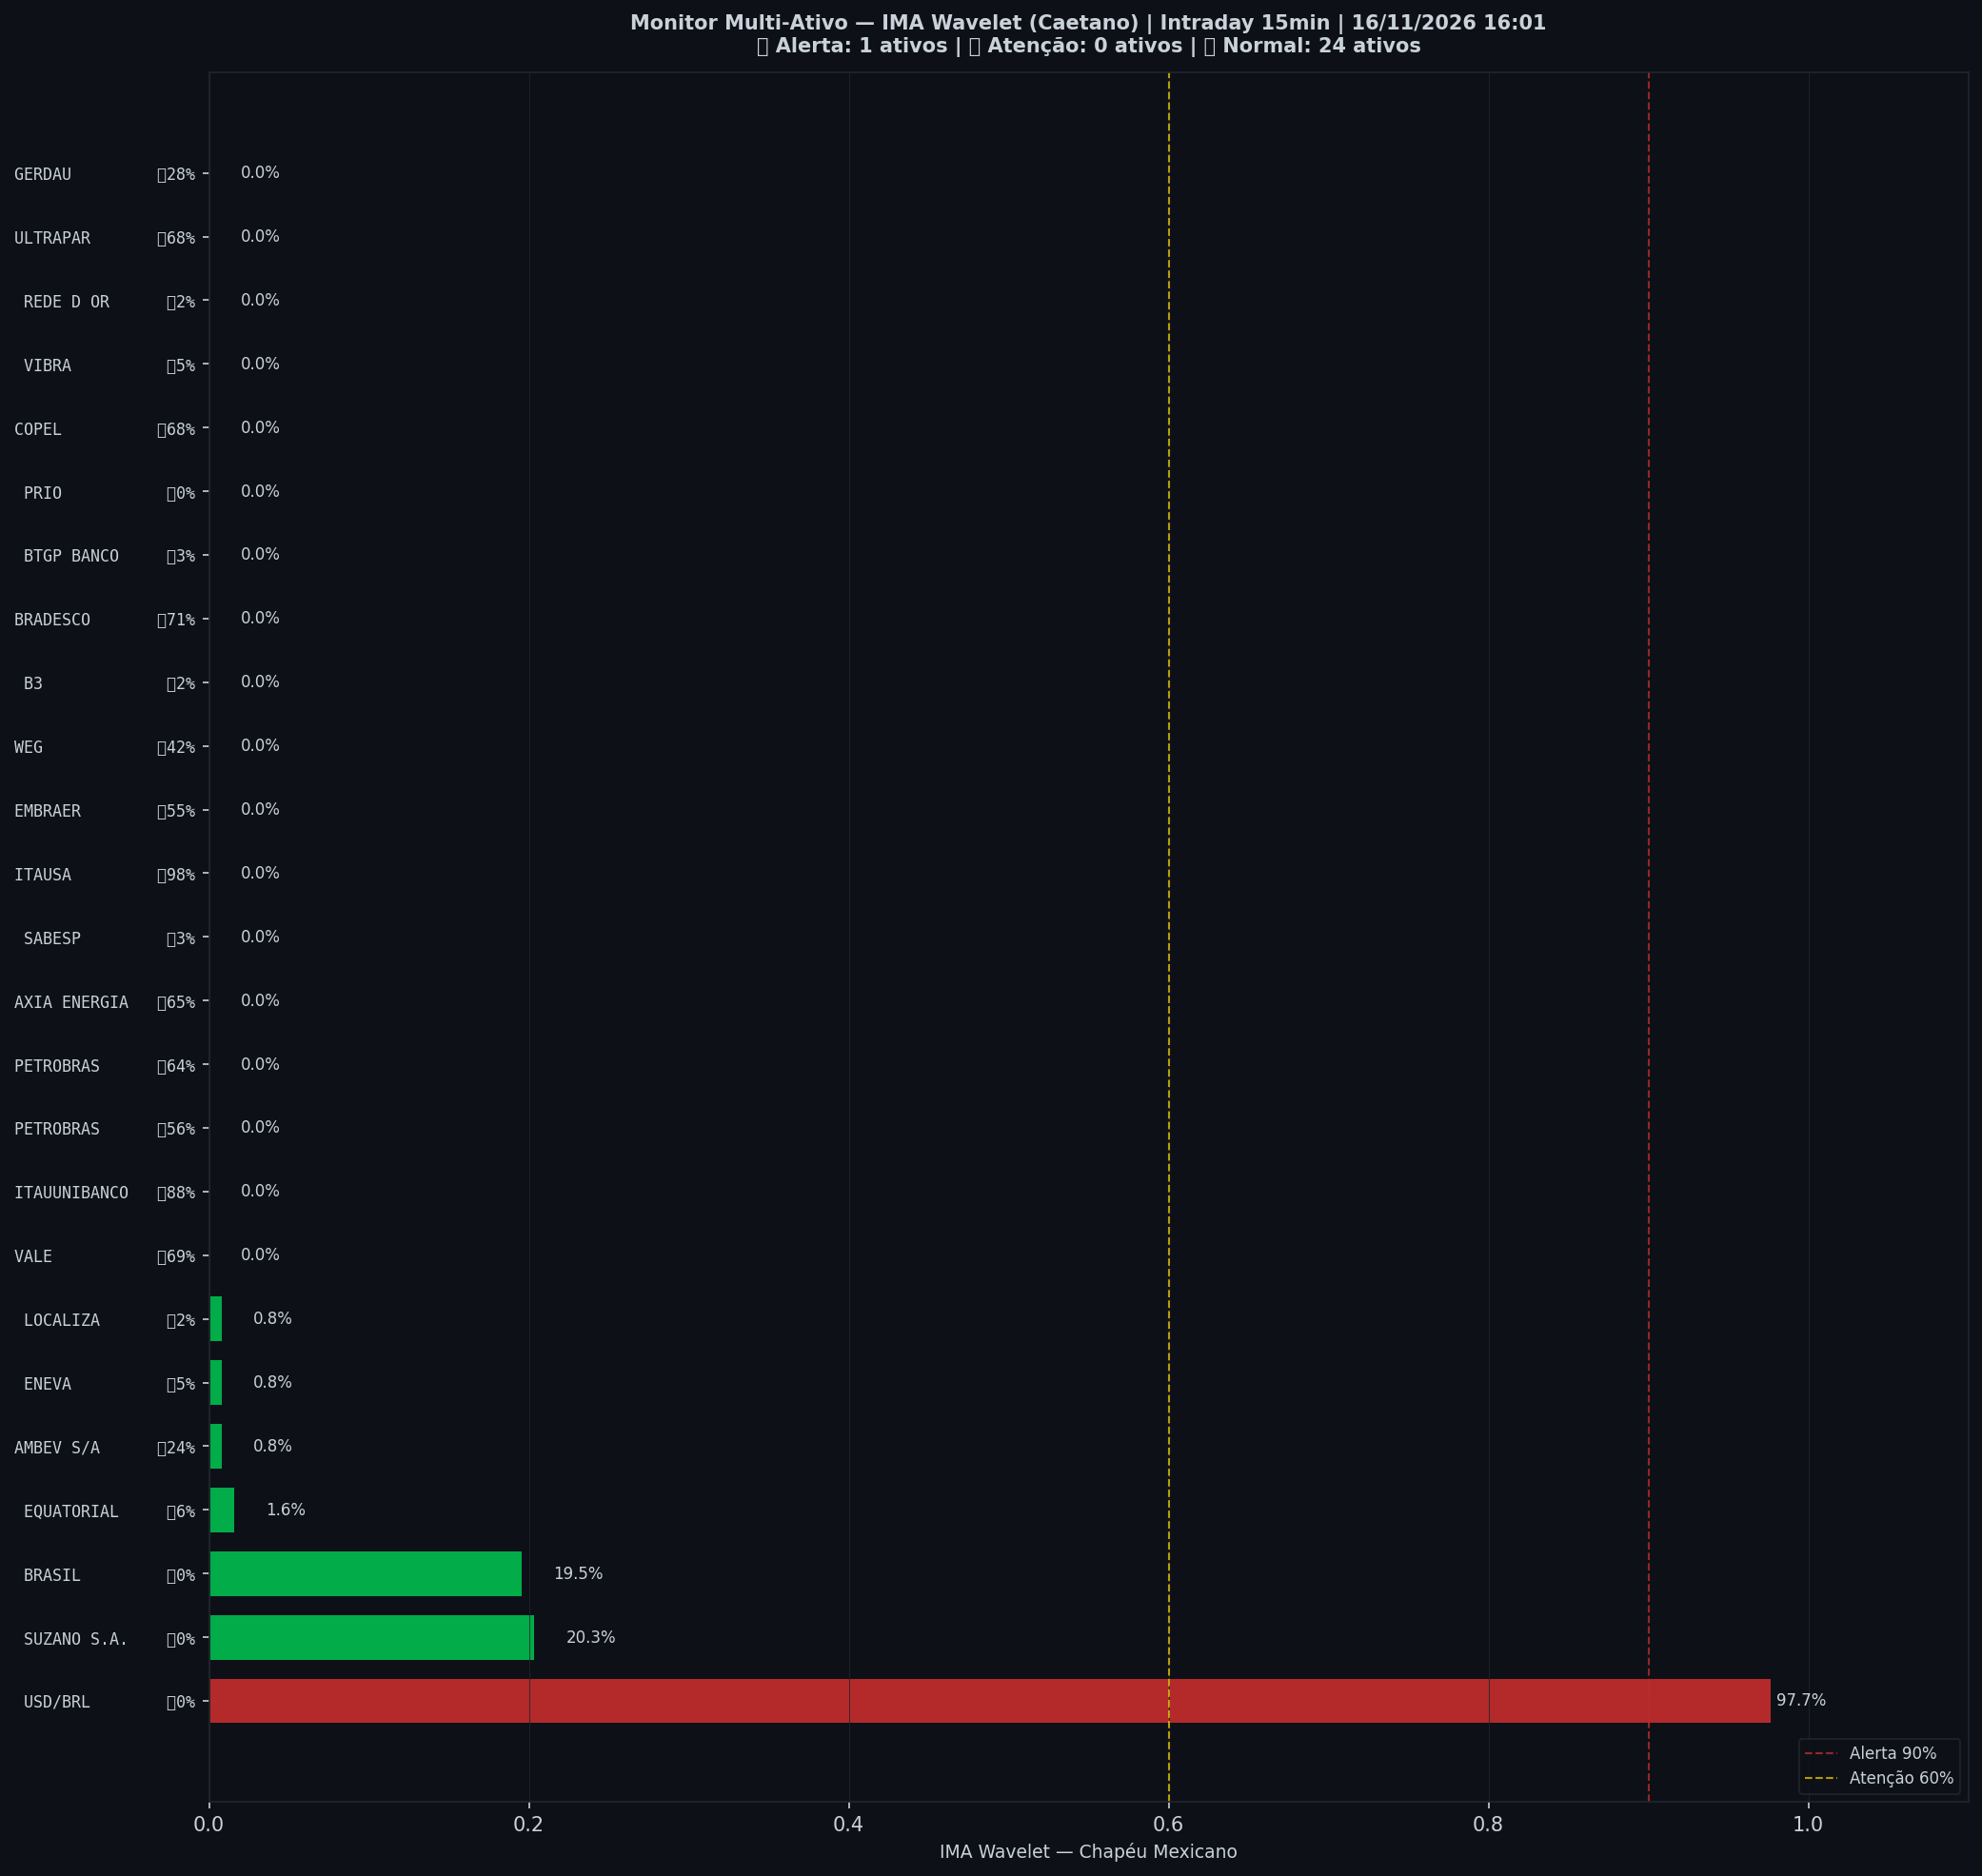 Monitor Multi-Ativo — IMA Wavelet (Caetano) | Intraday 15min | 16/11/2026 16:01
▯ Alerta: 1 ativos | ▯ Atenção: 0 ativos | ▯ Normal: 24 ativos
GERDAU ▯28% 0.0%
ULTRAPAR ▯68% 0.0%
REDE D OR ▯2% 0.0%
VIBRA ▯5% 0.0%
COPEL ▯68% 0.0%
PRIO ▯0% 0.0%
BTGP BANCO ▯3% 0.0%
BRADESCO ▯71% 0.0%
B3 ▯2% 0.0%
WEG ▯42% 0.0%
EMBRAER ▯55% 0.0%
ITAUSA ▯98% 0.0%
SABESP ▯3% 0.0%
AXIA ENERGIA ▯65% 0.0%
PETROBRAS ▯64% 0.0%
PETROBRAS ▯56% 0.0%
ITAUUNIBANCO ▯88% 0.0%
VALE ▯69% 0.0%
LOCALIZA ▯2% 0.8%
ENEVA ▯5% 0.8%
AMBEV S/A ▯24% 0.8%
EQUATORIAL ▯6% 1.6%
BRASIL ▯0% 19.5%
SUZANO S.A. ▯0% 20.3%
USD/BRL ▯0% 97.7%
Alerta 90%
Atenção 60%
0.0 0.2 0.4 0.6 0.8 1.0
IMA Wavelet — Chapéu Mexicano